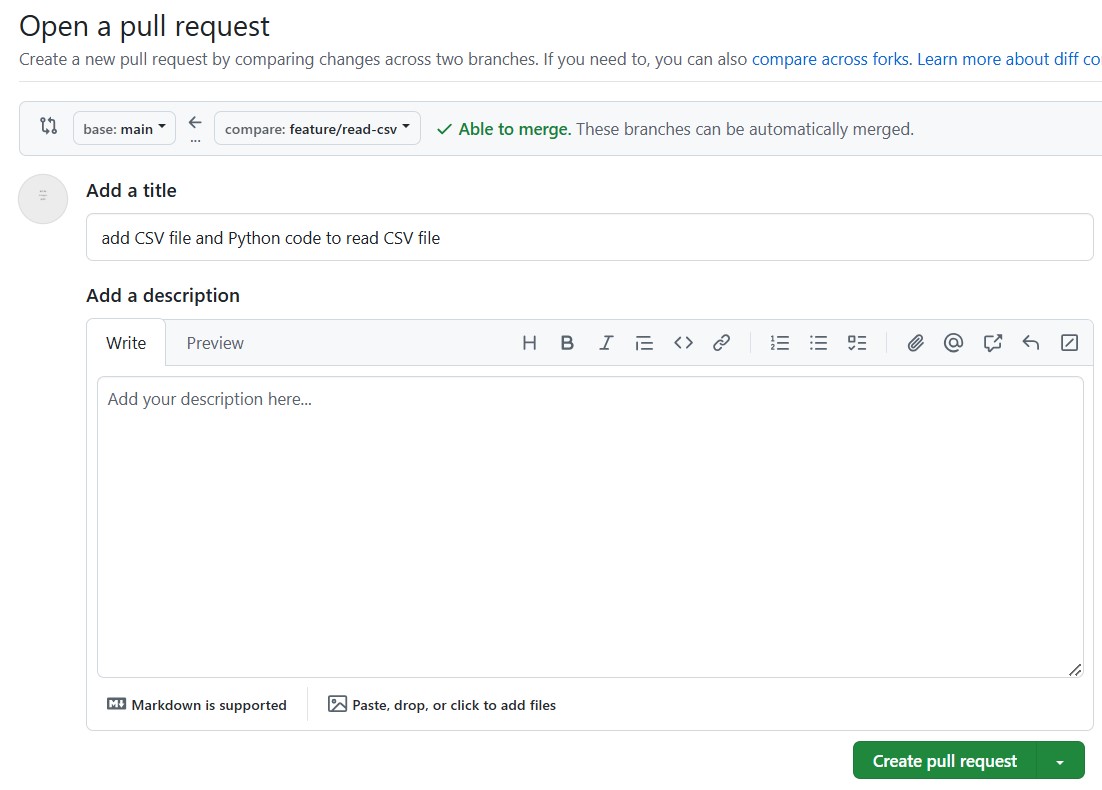 Open a pull request
Create a new pull request by comparing changes across two branches. If you need to, you can also compare across forks. Learn more about diff co
base: main ← ... compare: feature/read-csv ✓ Able to merge. These branches can be automatically merged.
Add a title
add CSV file and Python code to read CSV file
Add a description
Write Preview
Add your description here...
Markdown is supported Paste, drop, or click to add files
Create pull request